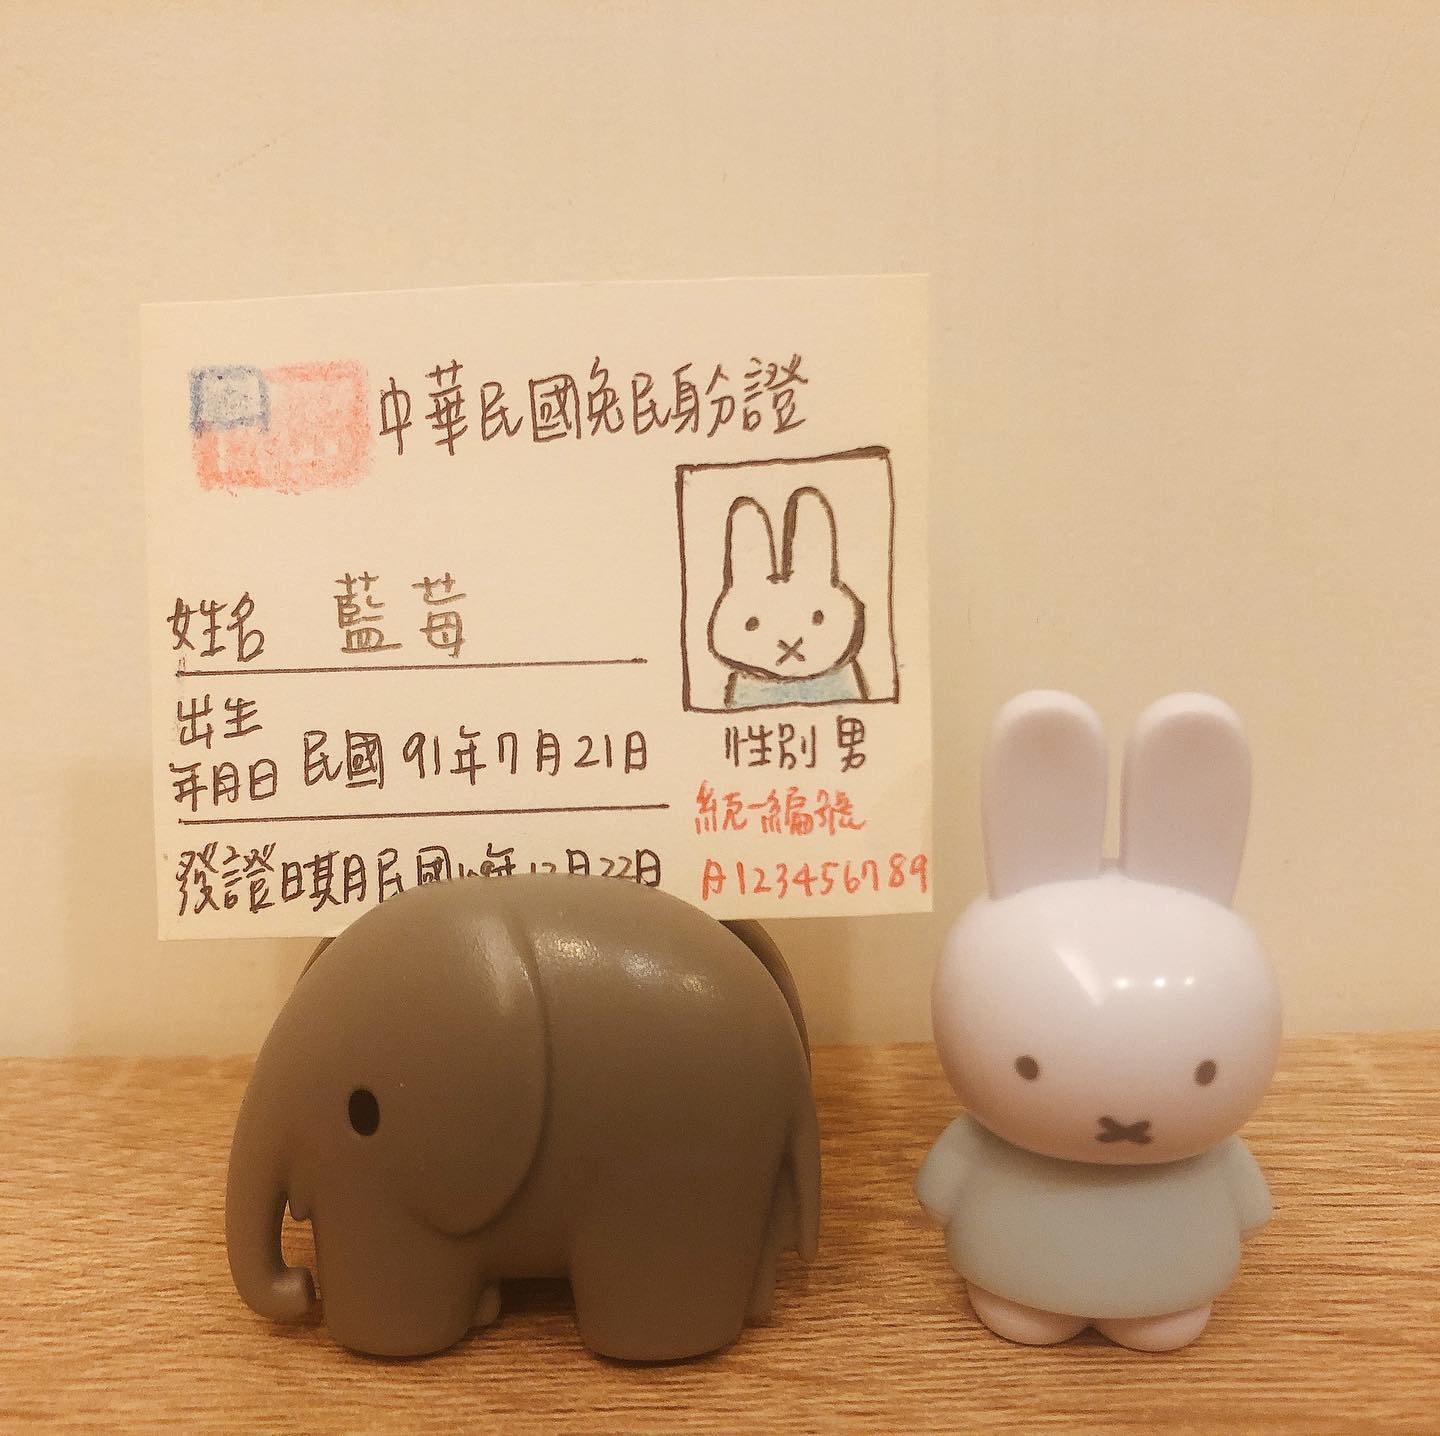 中華民國兔民身分證
姓名 藍莓
出生
年月日 民國91年7月21日
性別 男
統一編號
A123456789
發證日期民國年12月22日